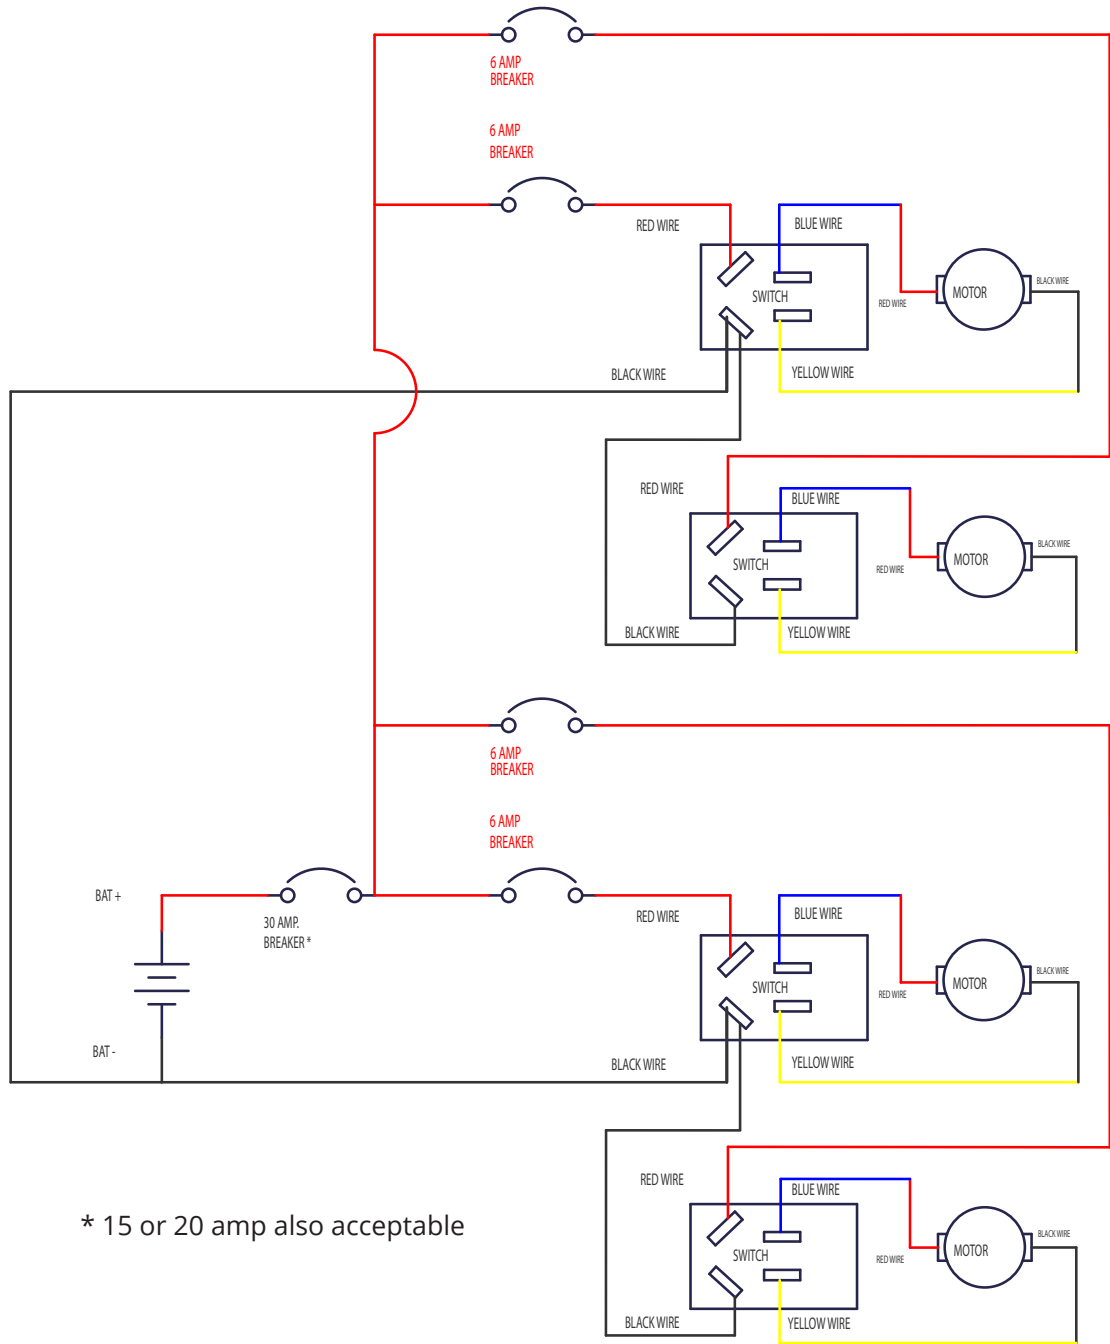 6 AMP
BREAKER
6 AMP
BREAKER
RED WIRE
BLUE WIRE
SWITCH
RED WIRE
MOTOR
BLACK WIRE
BLACK WIRE
YELLOW WIRE
RED WIRE
BLUE WIRE
SWITCH
RED WIRE
MOTOR
BLACK WIRE
BLACK WIRE
YELLOW WIRE
6 AMP
BREAKER
6 AMP
BREAKER
BAT +
30 AMP.
BREAKER *
BAT -
RED WIRE
BLUE WIRE
SWITCH
RED WIRE
MOTOR
BLACK WIRE
BLACK WIRE
YELLOW WIRE
RED WIRE
BLUE WIRE
SWITCH
RED WIRE
MOTOR
BLACK WIRE
BLACK WIRE
YELLOW WIRE
* 15 or 20 amp also acceptable